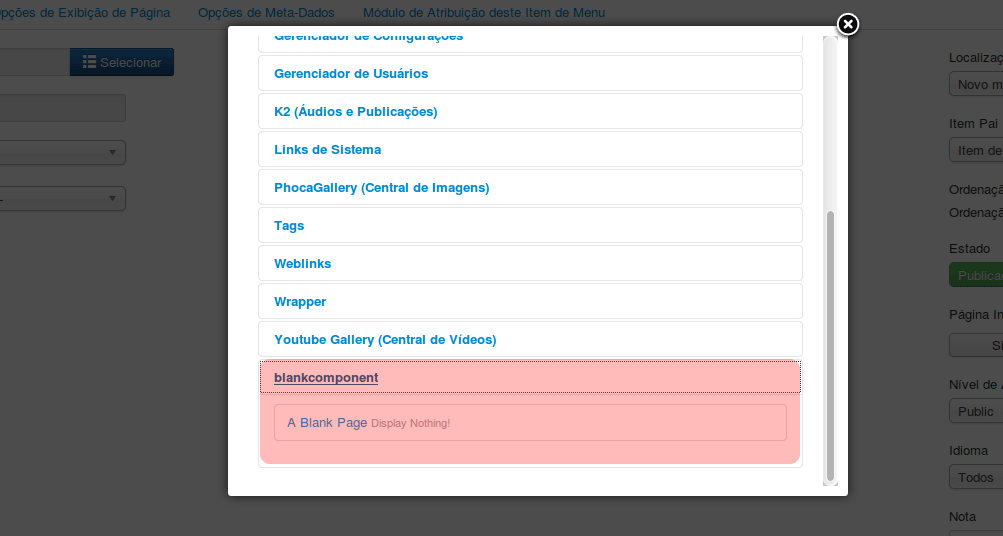 pções de Exibição de Página Opções de Meta-Dados Módulo de Atribuição deste Item de Menu
Selecionar
Gerenciador de Configurações
Gerenciador de Usuários
K2 (Áudios e Publicações)
Links de Sistema
PhocaGallery (Central de Imagens)
Tags
Weblinks
Wrapper
Youtube Gallery (Central de Vídeos)
blankcomponent
A Blank Page Display Nothing!
Localizaç
Novo m
Item Pai
Item de
Ordenaçã
Ordenaçã
Estado
Publica
Página In
Nível de
Public
Idioma
Todos
Nota